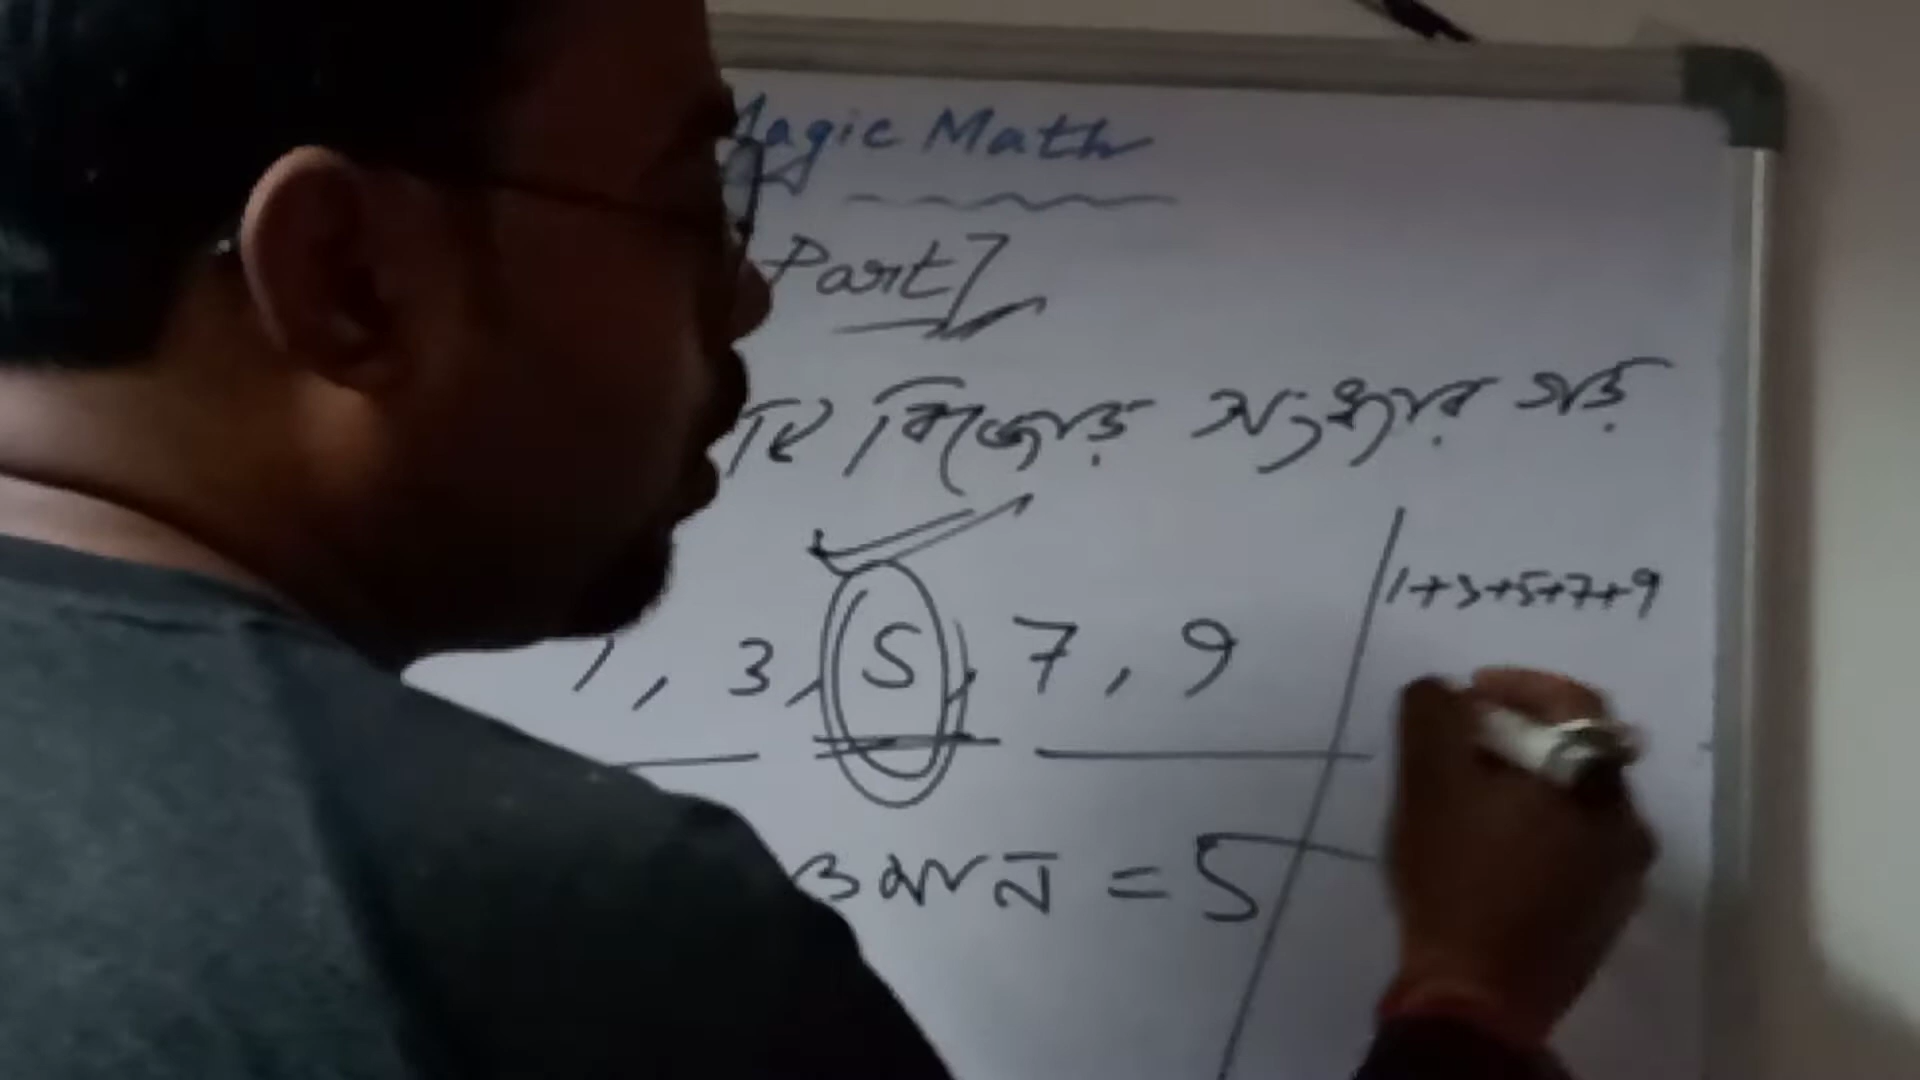 Magic Math
Part 7
বিজোড় সংখ্যার গড়
1, 3, 5, 7, 9
1+3+5+7+9
মান = 5